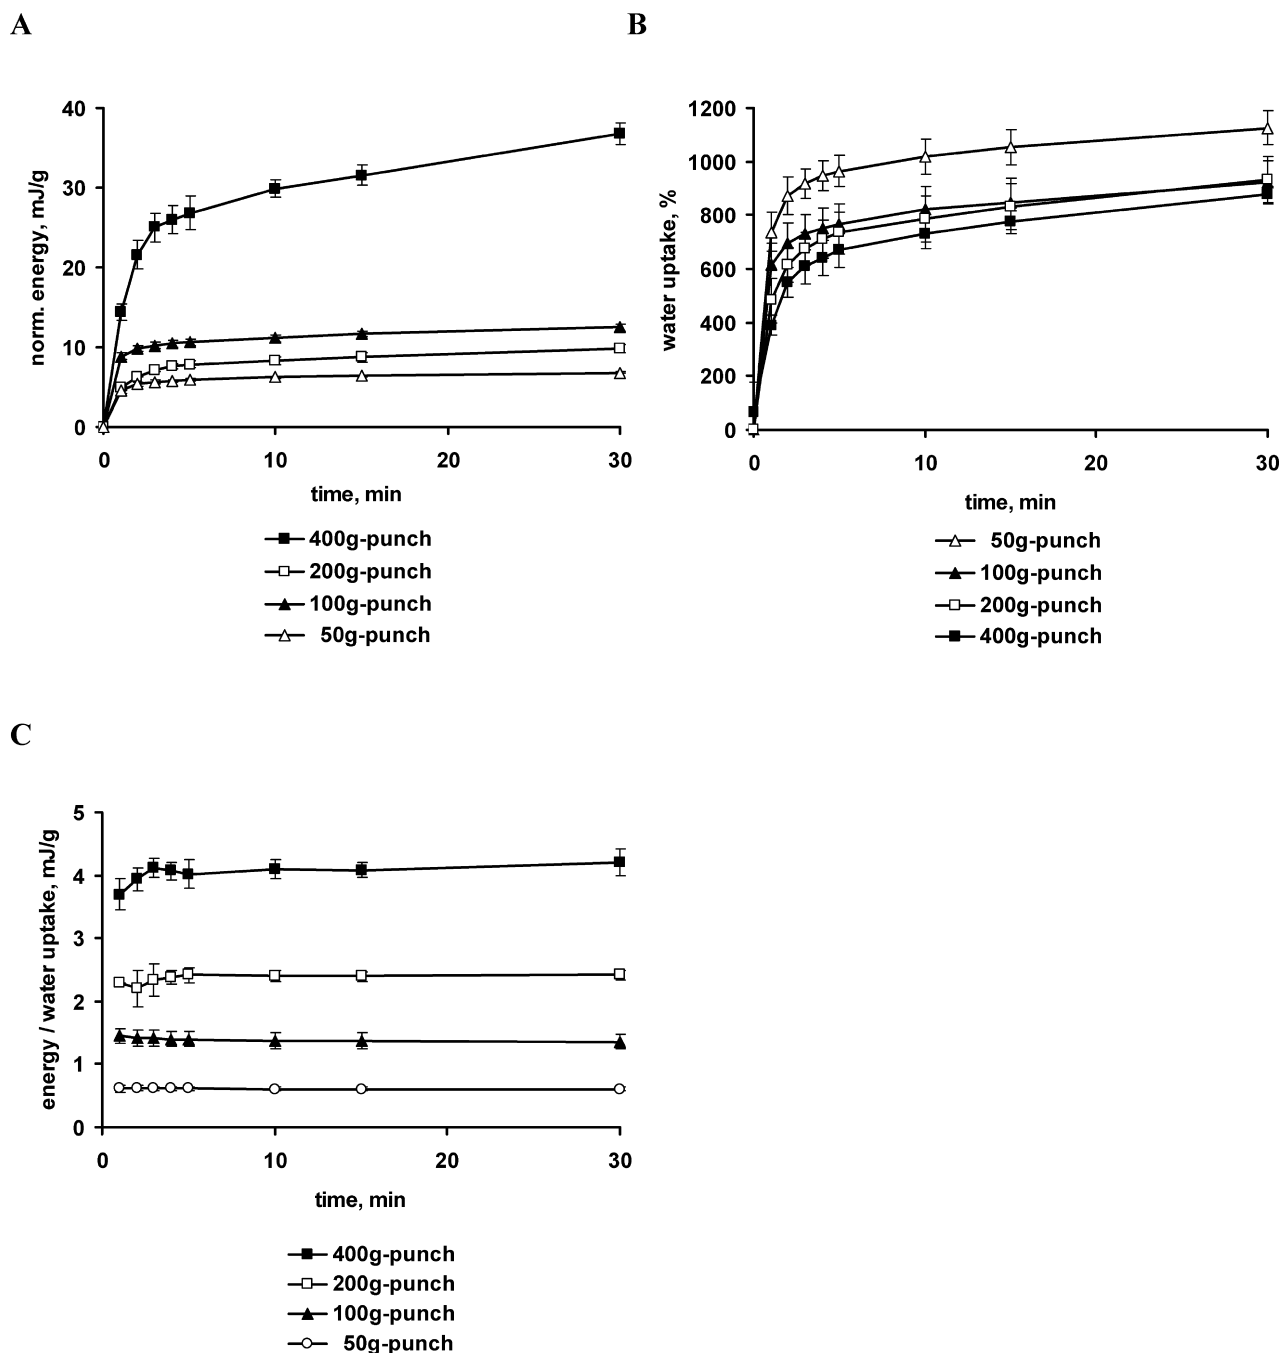 A
B
40
30
20
10
0
norm. energy, mJ/g
0
10
20
30
time, min
400g-punch
200g-punch
100g-punch
50g-punch
1200
1000
800
600
400
200
0
water uptake, %
0
10
20
30
time, min
50g-punch
100g-punch
200g-punch
400g-punch
C
5
4
3
2
1
0
energy / water uptake, mJ/g
0
10
20
30
time, min
400g-punch
200g-punch
100g-punch
50g-punch